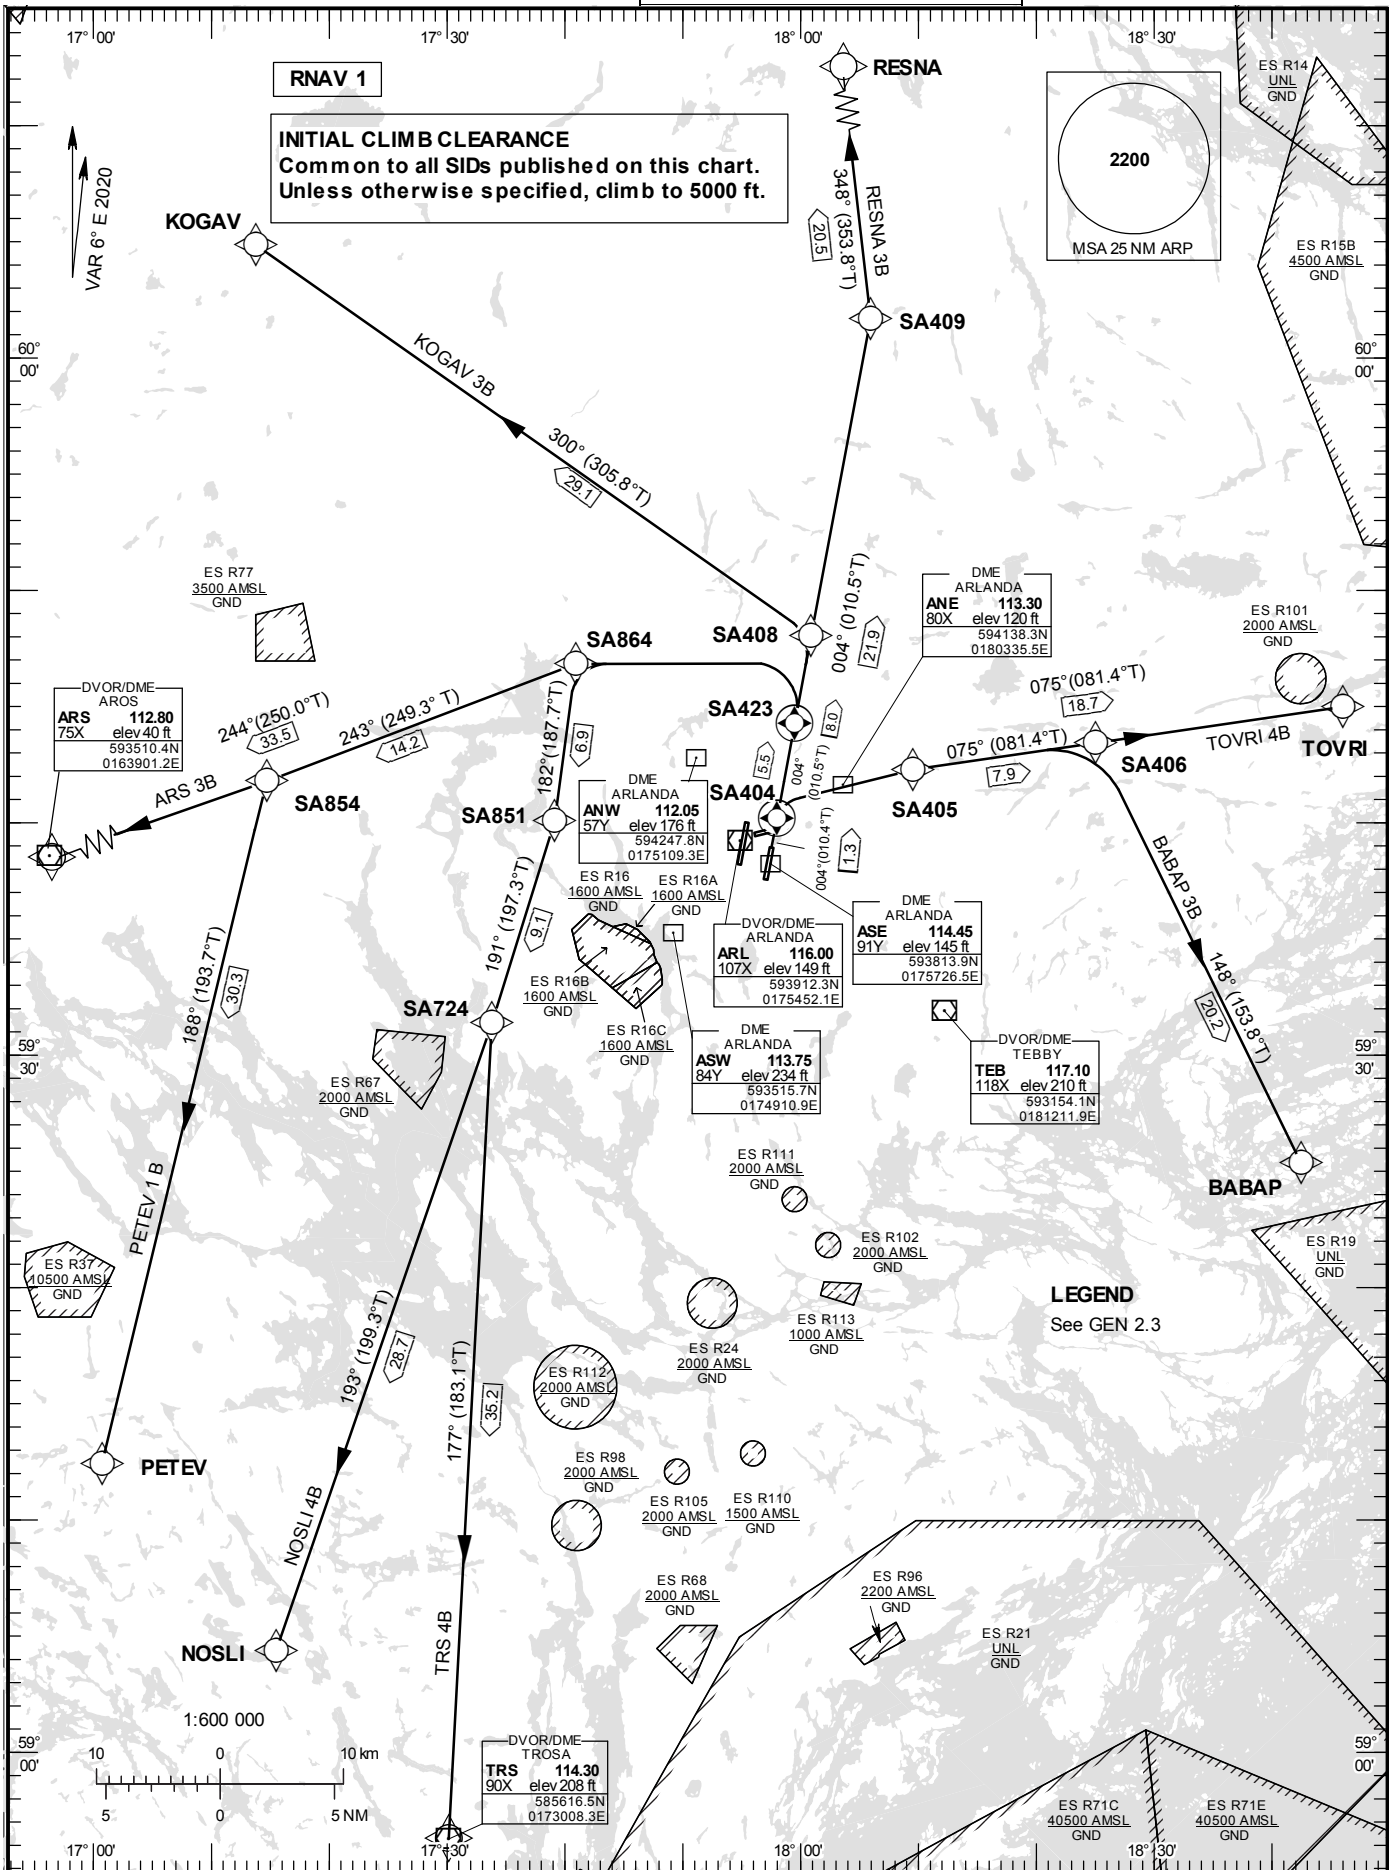 17° 00'
17° 30'
18° 00'
18° 30'
RNAV 1
INITIAL CLIMB CLEARANCE
Common to all SIDs published on this chart.
Unless otherwise specified, climb to 5000 ft.
VAR 6° E 2020
RESNA
2200
MSA 25 NM ARP
ES R14
UNL
GND
ES R15B
4500 AMSL
GND
KOGAV
348° (353.8°T)
20.5
RESNA 3B
SA409
60°
00'
60°
00'
KOGAV 3B
300° (305.8°T)
29.1
004° (010.5°T)
21.9
ES R77
3500 AMSL
GND
SA864
SA408
DME
ARLANDA
ANE 113.30
80X elev 120 ft
594138.3N
0180335.5E
ES R101
2000 AMSL
GND
DVOR/DME
AROS
ARS 112.80
75X elev 40 ft
593510.4N
0163901.2E
244° (250.0°T)
33.5
243° (249.3° T)
14.2
182° (187.7°T)
6.9
SA423
8.0
5.5
004°
(010.5°T)
075° (081.4°T)
18.7
075° (081.4°T)
7.9
TOVRI 4B
TOVRI
SA406
ARS 3B
SA854
SA851
DME
ARLANDA
ANW 112.05
57Y elev 176 ft
594247.8N
0175109.3E
SA404
SA405
004° (010.4°T)
1.3
BABAP 3B
148° (153.8°T)
20.2
191° (197.3°T)
9.1
ES R16
1600 AMSL
GND
ES R16A
1600 AMSL
GND
ES R16B
1600 AMSL
GND
ES R16C
1600 AMSL
GND
DVOR/DME
ARLANDA
ARL 116.00
107X elev 149 ft
593912.3N
0175452.1E
DME
ARLANDA
ASE 114.45
91Y elev 145 ft
593813.9N
0175726.5E
188° (193.7°T)
30.3
SA724
DME
ARLANDA
ASW 113.75
84Y elev 234 ft
593515.7N
0174910.9E
DVOR/DME
TEBBY
TEB 117.10
118X elev 210 ft
593154.1N
0181211.9E
59°
30'
59°
30'
ES R67
2000 AMSL
GND
ES R111
2000 AMSL
GND
BABAP
PETEV 1 B
ES R37
10500 AMSL
GND
ES R102
2000 AMSL
GND
ES R19
UNL
GND
LEGEND
See GEN 2.3
ES R113
1000 AMSL
GND
ES R24
2000 AMSL
GND
193° (199.3°T)
28.7
177° (183.1°T)
35.2
ES R112
2000 AMSL
GND
PETEV
ES R98
2000 AMSL
GND
ES R105
2000 AMSL
GND
ES R110
1500 AMSL
GND
NOSLI 4B
ES R68
2000 AMSL
GND
ES R96
2200 AMSL
GND
ES R21
UNL
GND
TRS 4B
NOSLI
1:600 000
10 0 10 km
5 0 5 NM
DVOR/DME
TROSA
TRS 114.30
90X elev 208 ft
585616.5N
0173008.3E
59°
00'
59°
00'
ES R71C
40500 AMSL
GND
ES R71E
40500 AMSL
GND
17° 00'
17° 30'
18° 00'
18° 30'